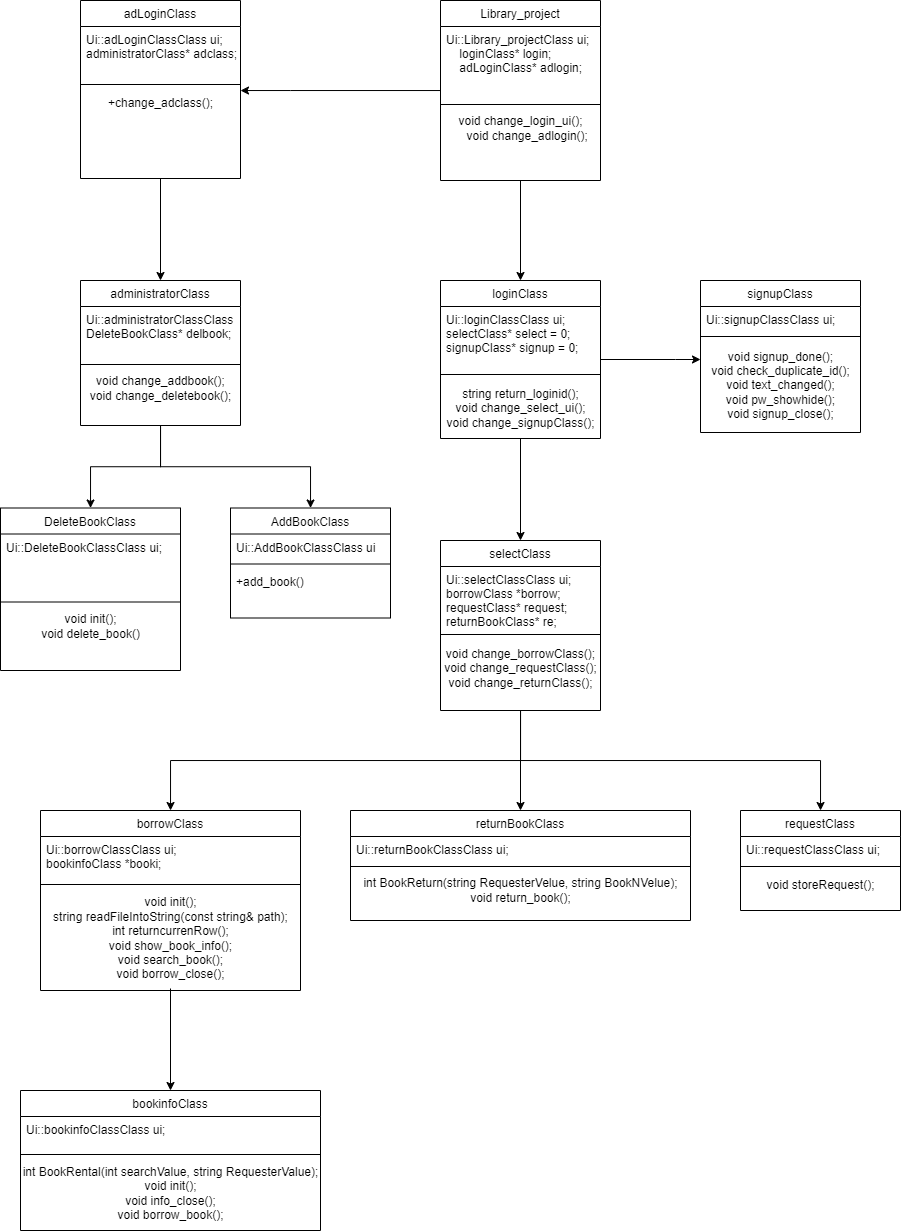 adLoginClass
Ui::adLoginClassClass ui;
administratorClass* adclass;
+change_adclass();
Library_project
Ui::Library_projectClass ui;
loginClass* login;
adLoginClass* adlogin;
void change_login_ui();
void change_adlogin();
administratorClass
Ui::administratorClassClass
DeleteBookClass* delbook;
void change_addbook();
void change_deletebook();
loginClass
Ui::loginClassClass ui;
selectClass* select = 0;
signupClass* signup = 0;
string return_loginid();
void change_select_ui();
void change_signupClass();
signupClass
Ui::signupClassClass ui;
void signup_done();
void check_duplicate_id();
void text_changed();
void pw_showhide();
void signup_close();
DeleteBookClass
Ui::DeleteBookClassClass ui;
void init();
void delete_book()
AddBookClass
Ui::AddBookClassClass ui
+add_book()
selectClass
Ui::selectClassClass ui;
borrowClass *borrow;
requestClass* request;
returnBookClass* re;
void change_borrowClass();
void change_requestClass();
void change_returnClass();
borrowClass
Ui::borrowClassClass ui;
bookinfoClass *booki;
void init();
string readFileIntoString(const string& path);
int returncurrenRow();
void show_book_info();
void search_book();
void borrow_close();
returnBookClass
Ui::returnBookClassClass ui;
int BookReturn(string RequesterVelue, string BookNVelue);
void return_book();
requestClass
Ui::requestClassClass ui;
void storeRequest();
bookinfoClass
Ui::bookinfoClassClass ui;
int BookRental(int searchValue, string RequesterValue);
void init();
void info_close();
void borrow_book();